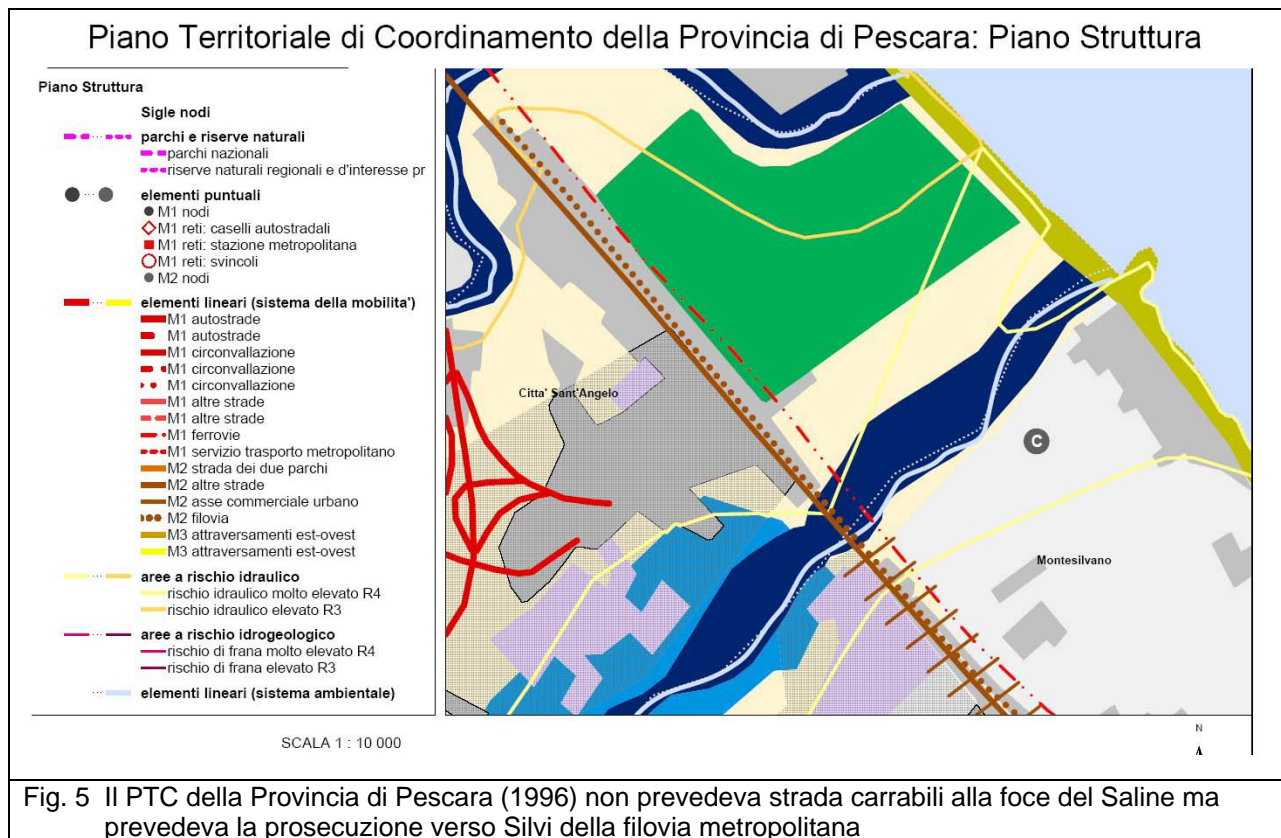 Piano Territoriale di Coordinamento della Provincia di Pescara: Piano Struttura
Piano Struttura
Sigle nodi
parchi e riserve naturali
parchi nazionali
riserve naturali regionali e d'interesse pr
elementi puntuali
M1 nodi
M1 reti: caselli autostradali
M1 reti: stazione metropolitana
M1 reti: svincoli
M2 nodi
elementi lineari (sistema della mobilita')
M1 autostrade
M1 autostrade
M1 circonvallazione
M1 circonvallazione
M1 circonvallazione
M1 altre strade
M1 altre strade
M1 ferrovie
M1 servizio trasporto metropolitano
M2 strada dei due parchi
M2 altre strade
M2 asse commerciale urbano
M2 filovia
M3 attraversamenti est-ovest
M3 attraversamenti est-ovest
aree a rischio idraulico
rischio idraulico molto elevato R4
rischio idraulico elevato R3
aree a rischio idrogeologico
rischio di frana molto elevato R4
rischio di frana elevato R3
elementi lineari (sistema ambientale)
Citta' Sant'Angelo
C
Montesilvano
SCALA 1 : 10 000
N
Fig. 5 Il PTC della Provincia di Pescara (1996) non prevedeva strada carrabili alla foce del Saline ma
prevedeva la prosecuzione verso Silvi della filovia metropolitana